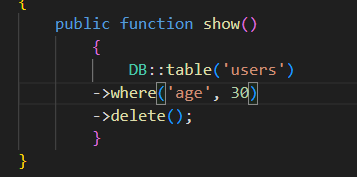 {
public function show()
{
DB::table('users')
->where('age', 30)
->delete();
}
}